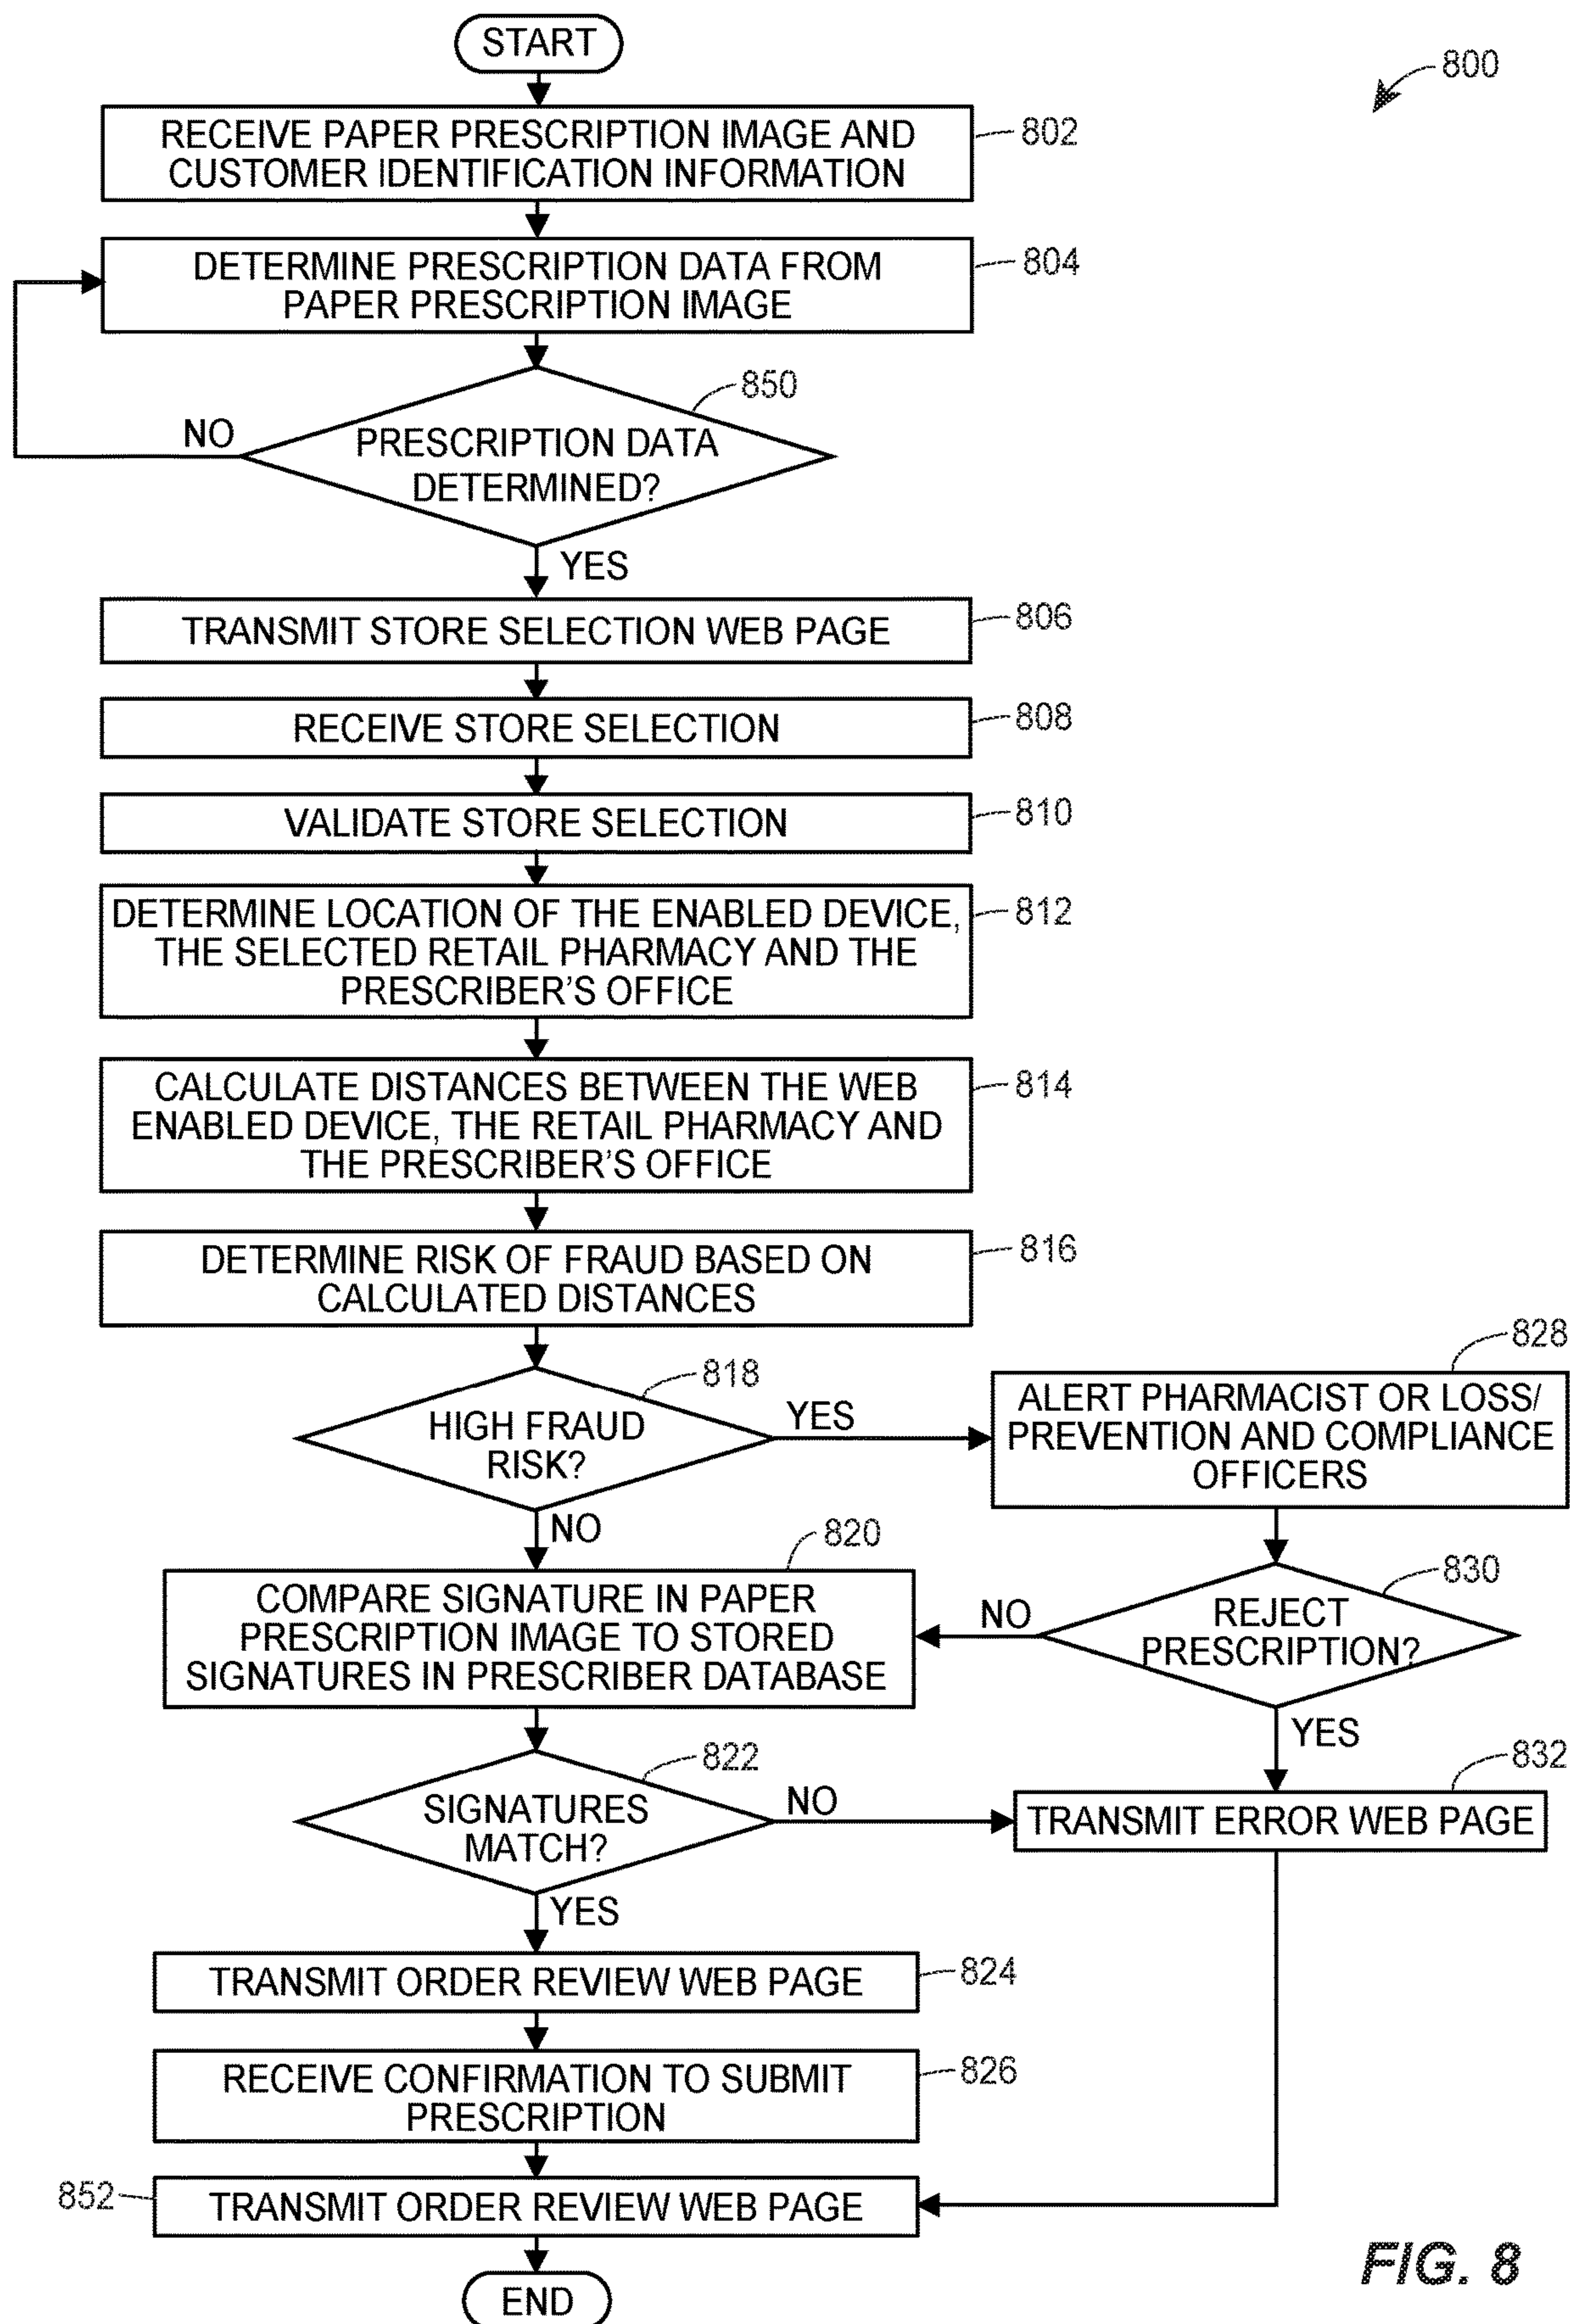 START
800
RECEIVE PAPER PRESCRIPTION IMAGE AND
CUSTOMER IDENTIFICATION INFORMATION
802
DETERMINE PRESCRIPTION DATA FROM
PAPER PRESCRIPTION IMAGE
804
850
NO
PRESCRIPTION DATA
DETERMINED?
YES
TRANSMIT STORE SELECTION WEB PAGE
806
RECEIVE STORE SELECTION
808
VALIDATE STORE SELECTION
810
DETERMINE LOCATION OF THE ENABLED DEVICE,
THE SELECTED RETAIL PHARMACY AND THE
PRESCRIBER'S OFFICE
812
CALCULATE DISTANCES BETWEEN THE WEB
ENABLED DEVICE, THE RETAIL PHARMACY AND
THE PRESCRIBER'S OFFICE
814
DETERMINE RISK OF FRAUD BASED ON
CALCULATED DISTANCES
816
818
HIGH FRAUD
RISK?
YES
828
ALERT PHARMACIST OR LOSS/
PREVENTION AND COMPLIANCE
OFFICERS
NO
820
COMPARE SIGNATURE IN PAPER
PRESCRIPTION IMAGE TO STORED
SIGNATURES IN PRESCRIBER DATABASE
830
NO
REJECT
PRESCRIPTION?
YES
822
SIGNATURES
MATCH?
NO
832
TRANSMIT ERROR WEB PAGE
YES
TRANSMIT ORDER REVIEW WEB PAGE
824
RECEIVE CONFIRMATION TO SUBMIT
PRESCRIPTION
826
852
TRANSMIT ORDER REVIEW WEB PAGE
END
FIG. 8